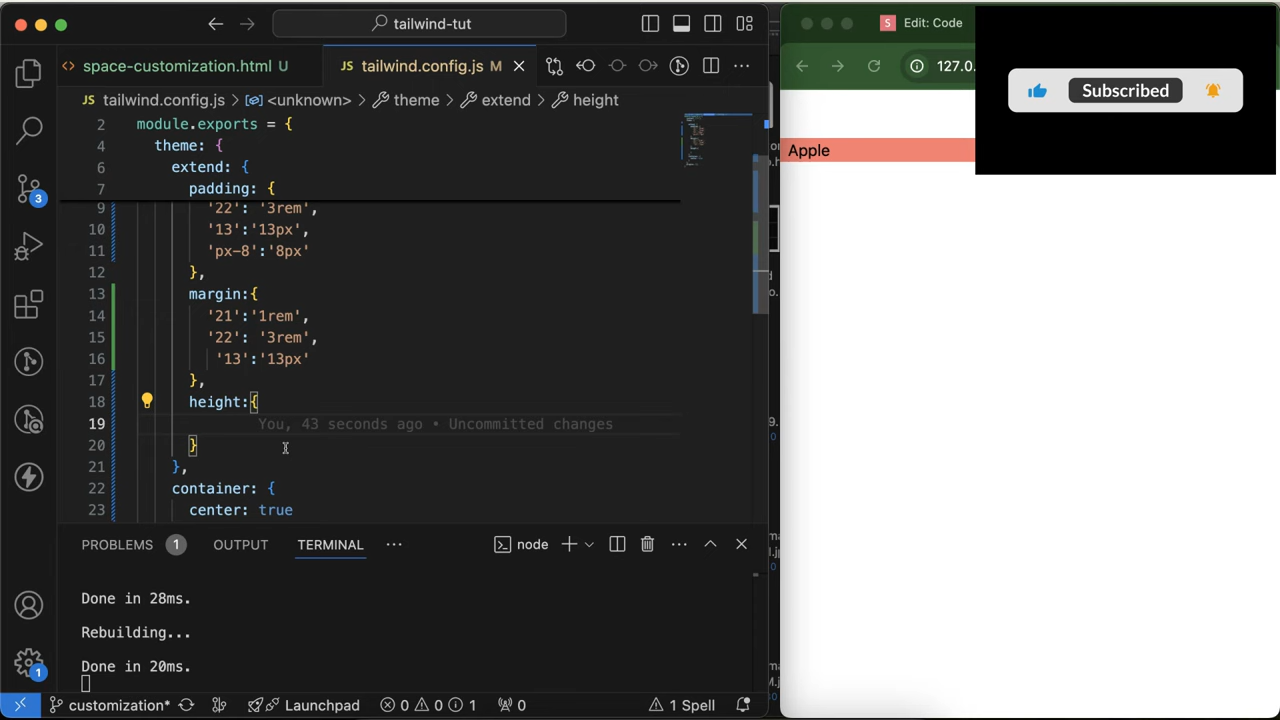 tailwind-tut
Edit: Code
space-customization.html U
tailwind.config.js M
127.0.
Subscribed
tailwind.config.js > <unknown> > theme > extend > height
2 module.exports = {
4 theme: {
6 extend: {
7 padding: {
9 '22': '3rem',
10 '13':'13px',
11 'px-8':'8px'
12 },
13 margin:{
14 '21':'1rem',
15 '22': '3rem',
16 '13':'13px'
17 },
18 height:{
19 You, 43 seconds ago • Uncommitted changes
20 }
21 },
22 container: {
23 center: true
Apple
3
PROBLEMS 1 OUTPUT TERMINAL ··· node
Done in 28ms.
Rebuilding...
Done in 20ms.
1
customization* Launchpad 0 0 1 0 1 Spell